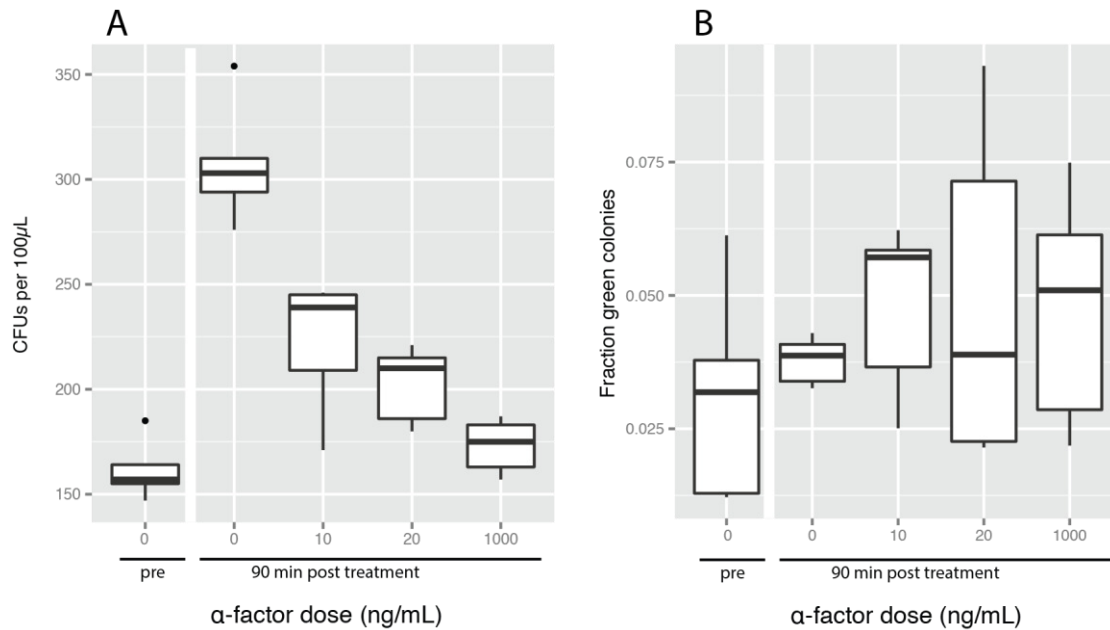 A
350
300
250
200
150
CFUs per 100µL
0
0
10
20
1000
pre
90 min post treatment
α-factor dose (ng/mL)
B
0.075
0.050
0.025
Fraction green colonies
0
0
10
20
1000
pre
90 min post treatment
α-factor dose (ng/mL)